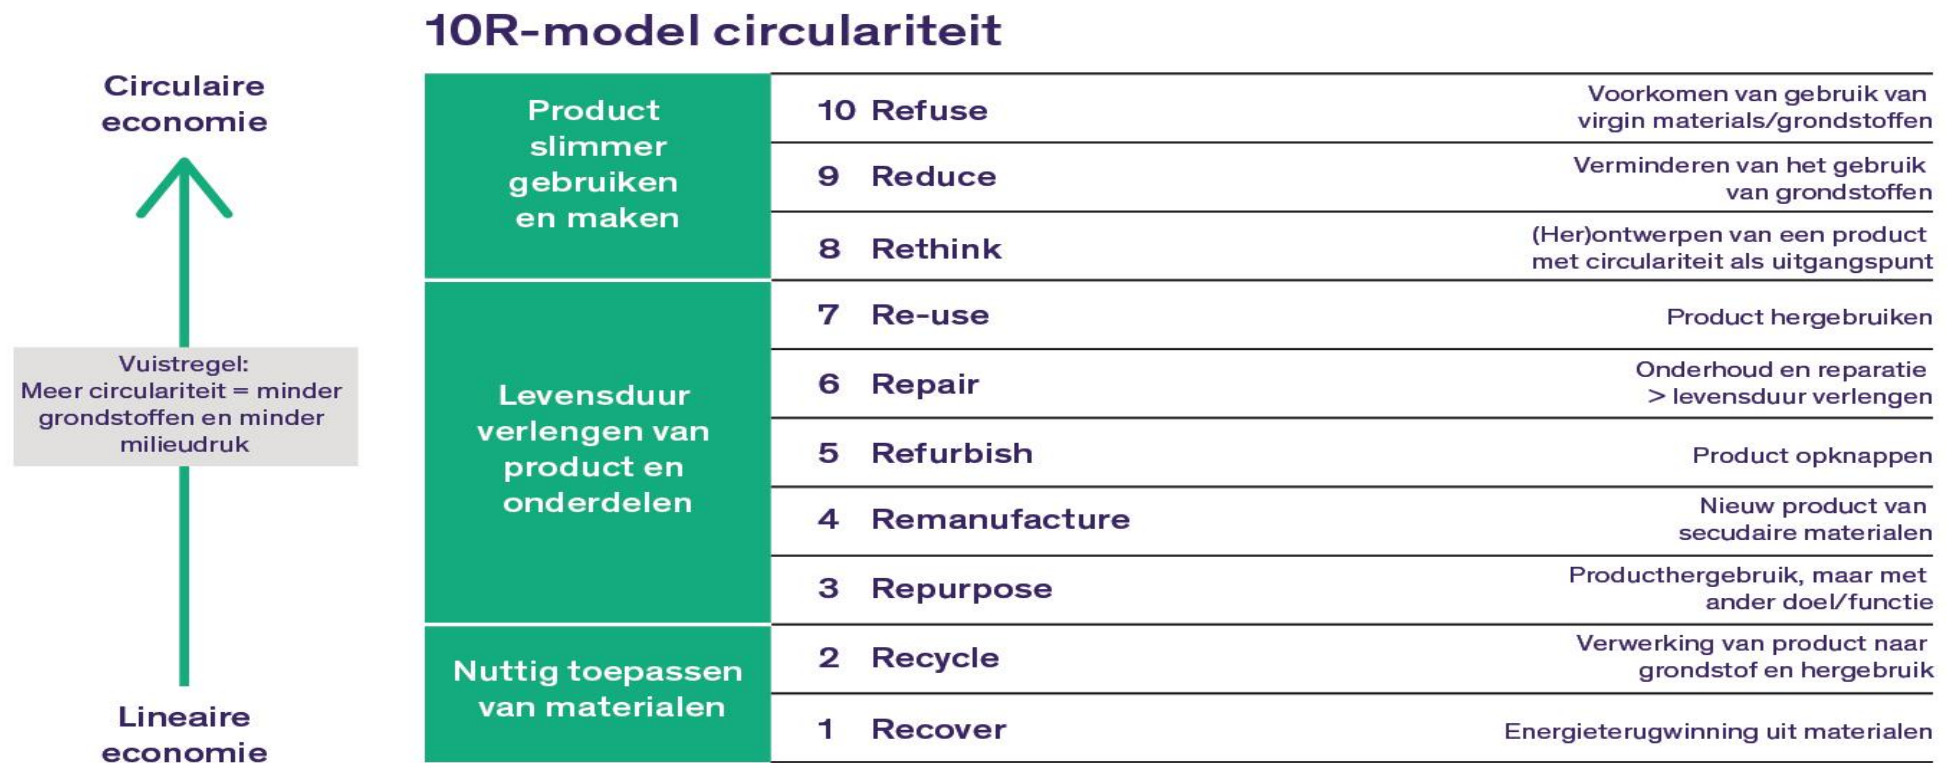 10R-model circulariteit
Circulaire
economie
Vuistregel:
Meer circulariteit = minder
grondstoffen en minder
milieudruk
Lineaire
economie
Product
slimmer
gebruiken
en maken
10 Refuse
Voorkomen van gebruik van
virgin materials/grondstoffen
9 Reduce
Verminderen van het gebruik
van grondstoffen
8 Rethink
(Her)ontwerpen van een product
met circulariteit als uitgangspunt
Levensduur
verlengen van
product en
onderdelen
7 Re-use
Product hergebruiken
6 Repair
Onderhoud en reparatie
> levensduur verlengen
5 Refurbish
Product opknappen
4 Remanufacture
Nieuw product van
secudaire materialen
3 Repurpose
Producthergebruik, maar met
ander doel/functie
Nuttig toepassen
van materialen
2 Recycle
Verwerking van product naar
grondstof en hergebruik
1 Recover
Energieterugwinning uit materialen